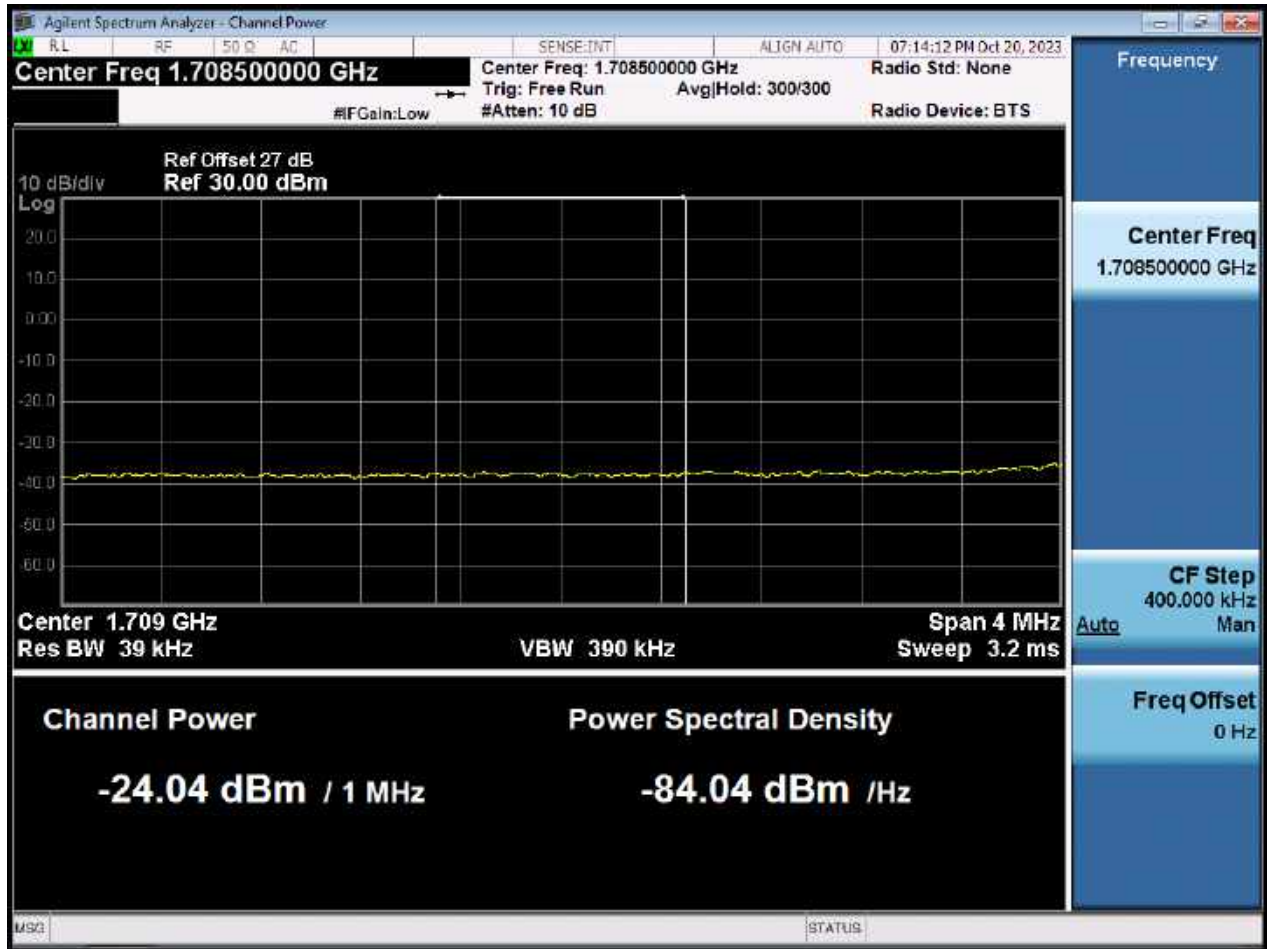 Agilent Spectrum Analyzer - Channel Power
LXI RL RF 50 Ω AC SENSE:INT ALIGN AUTO 07:14:12 PM Oct 20, 2023
Center Freq 1.708500000 GHz
Center Freq: 1.708500000 GHz
Radio Std: None
Trig: Free Run Avg|Hold: 300/300
#IFGain:Low
#Atten: 10 dB
Radio Device: BTS
Frequency
Ref Offset 27 dB
10 dB/div Ref 30.00 dBm
Log
20.0
10.0
0.00
-10.0
-20.0
-30.0
-40.0
-50.0
-60.0
Center 1.709 GHz Span 4 MHz
Res BW 39 kHz VBW 390 kHz Sweep 3.2 ms
Channel Power Power Spectral Density
-24.04 dBm / 1 MHz -84.04 dBm /Hz
Center Freq
1.708500000 GHz
CF Step
400.000 kHz
Auto Man
Freq Offset
0 Hz
MSG STATUS